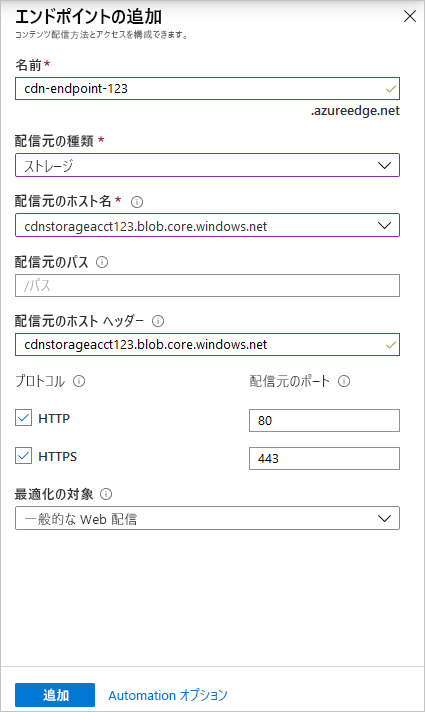 エンドポイントの追加
コンテンツ配信方法とアクセスを構成できます。
名前 *
cdn-endpoint-123
.azureedge.net
配信元の種類 *
ストレージ
配信元のホスト名 *
cdnstorageacct123.blob.core.windows.net
配信元のパス
/パス
配信元のホスト ヘッダー
cdnstorageacct123.blob.core.windows.net
プロトコル 配信元のポート
HTTP 80
HTTPS 443
最適化の対象
一般的な Web 配信
追加 Automation オプション